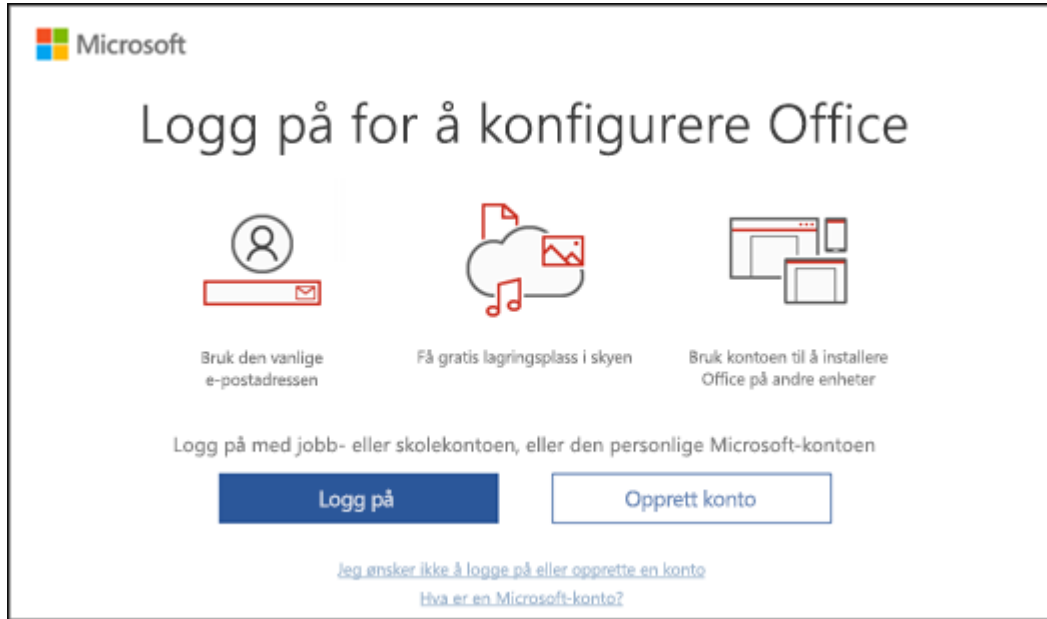 Microsoft
Logg på for å konfigurere Office
Bruk den vanlige
e-postadressen
Få gratis lagringsplass i skyen
Bruk kontoen til å installere
Office på andre enheter
Logg på med jobb- eller skolekontoen, eller den personlige Microsoft-kontoen
Logg på
Opprett konto
Jeg ønsker ikke å logge på eller opprette en konto
Hva er en Microsoft-konto?